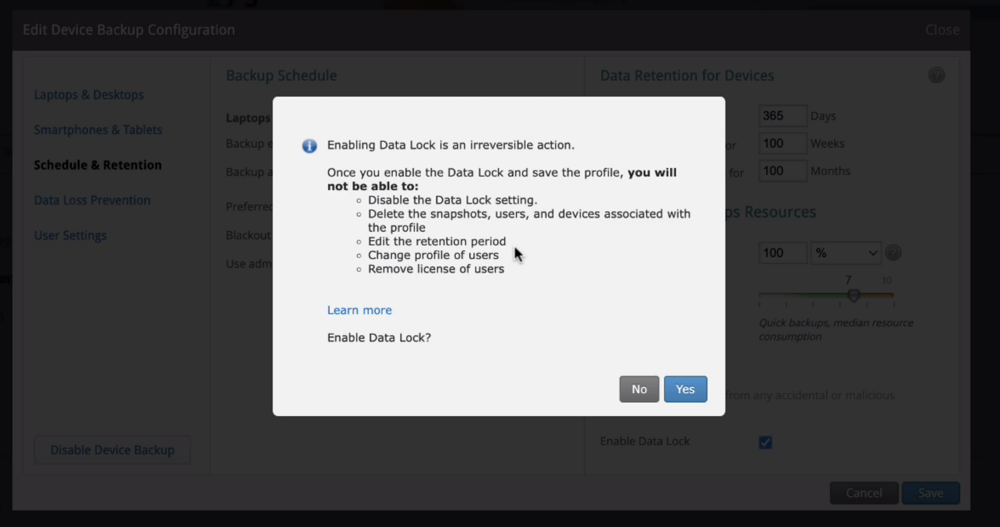 Edit Device Backup Configuration
Close
Laptops & Desktops
Smartphones & Tablets
Schedule & Retention
Data Loss Prevention
User Settings
Disable Device Backup
Backup Schedule
Laptops
Backup
Backup
Preferred
Blackout
Use
Enabling Data Lock is an irreversible action.
Once you enable the Data Lock and save the profile, you will
not be able to:
Disable the Data Lock setting.
Delete the snapshots, users, and devices associated with
the profile
Edit the retention period
Change profile of users
Remove license of users
Learn more
Enable Data Lock?
No
Yes
Data Retention for Devices
365 Days
100 Weeks
for 100 Months
Resources
100 %
7 10
Quick backups, median resource
consumption
from any accidental or malicious
Enable Data Lock
Cancel
Save